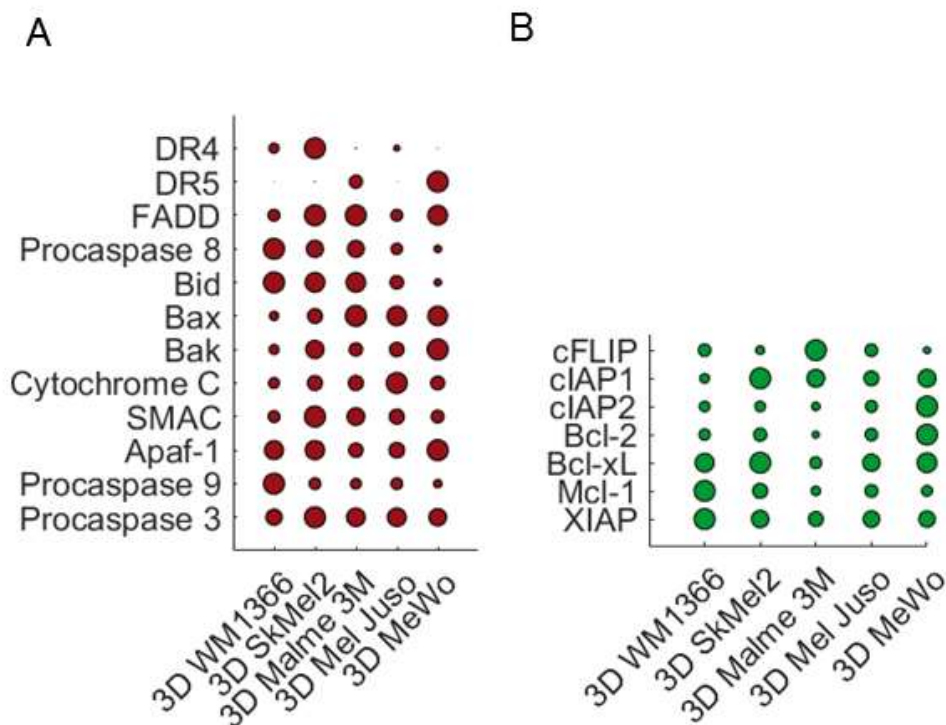 A
B
DR4
DR5
FADD
Procaspase 8
Bid
Bax
Bak
Cytochrome C
SMAC
Apaf-1
Procaspase 9
Procaspase 3
3D WM1366
3D SkMel2
3D Malme 3M
3D Mel Juso
3D MeWo
cFLIP
cIAP1
cIAP2
Bcl-2
Bcl-xL
Mcl-1
XIAP
3D WM1366
3D SkMel2
3D Malme 3M
3D Mel Juso
3D MeWo